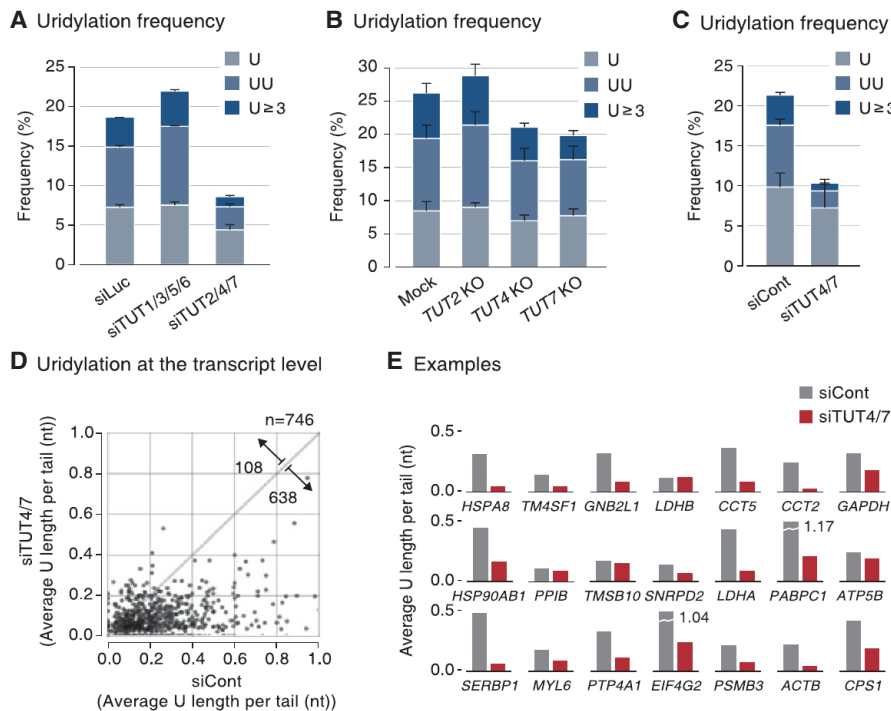 A Uridylation frequency
U
UU
U ≥ 3
Frequency (%)
25
20
15
10
5
0
siLuc
siTUT1/3/5/6
siTUT2/4/7
B Uridylation frequency
U
UU
U ≥ 3
Frequency (%)
30
25
20
15
10
5
0
Mock
TUT2 KO
TUT4 KO
TUT7 KO
C Uridylation frequency
U
UU
U≥3
Frequency (%)
25
20
15
10
5
0
siCont
siTUT4/7
D Uridylation at the transcript level
n=746
108
638
siTUT4/7
(Average U length per tail (nt))
1.0
0.8
0.6
0.4
0.2
0.0
0.0 0.2 0.4 0.6 0.8 1.0
siCont
(Average U length per tail (nt))
E Examples
siCont
siTUT4/7
Average U length per tail (nt)
0.5
0.0
HSPA8 TM4SF1 GNB2L1 LDHB CCT5 CCT2 GAPDH
0.5
1.17
0.0
HSP90AB1 PPIB TMSB10 SNRPD2 LDHA PABPC1 ATP5B
0.5
1.04
0.0
SERBP1 MYL6 PTP4A1 EIF4G2 PSMB3 ACTB CPS1